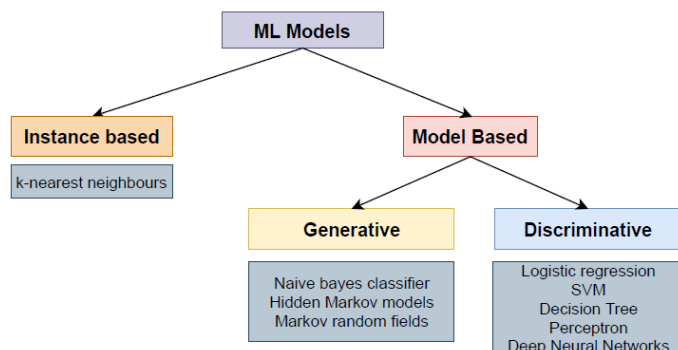 ML Models
Instance based
Model Based
k-nearest neighbours
Generative
Discriminative
Naive bayes classifier
Hidden Markov models
Markov random fields
Logistic regression
SVM
Decision Tree
Perceptron
Deep Neural Networks